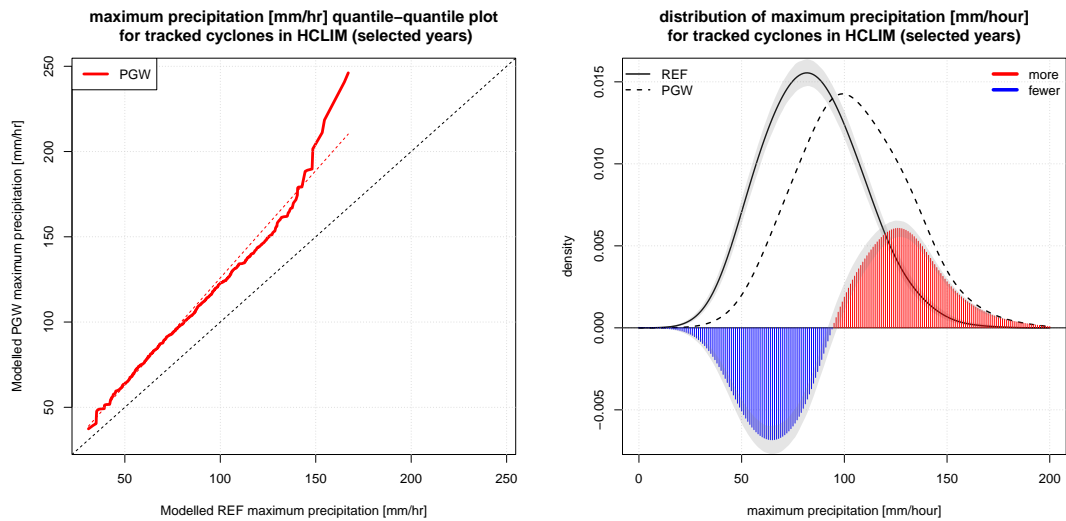 maximum precipitation [mm/hr] quantile−quantile plot
for tracked cyclones in HCLIM (selected years)
PGW
250
200
150
100
50
Modelled PGW maximum precipitation [mm/hr]
50 100 150 200 250
Modelled REF maximum precipitation [mm/hr]
distribution of maximum precipitation [mm/hour]
for tracked cyclones in HCLIM (selected years)
REF
PGW
more
fewer
0.015
0.010
0.005
0.000
−0.005
density
0 50 100 150 200
maximum precipitation [mm/hour]